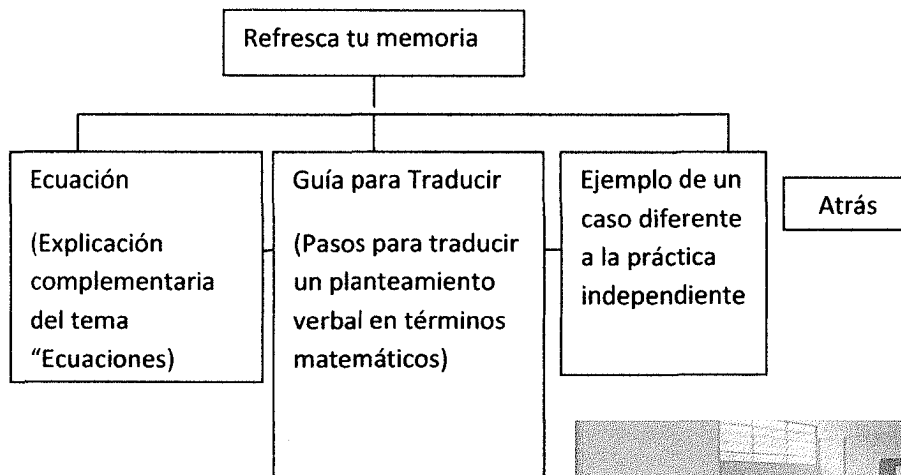 Refresca tu memoria
Ecuación
(Explicación
complementaria
del tema
“Ecuaciones)
Guía para Traducir
(Pasos para traducir
un planteamiento
verbal en términos
matemáticos)
Ejemplo de un
caso diferente
a la práctica
independiente
Atrás